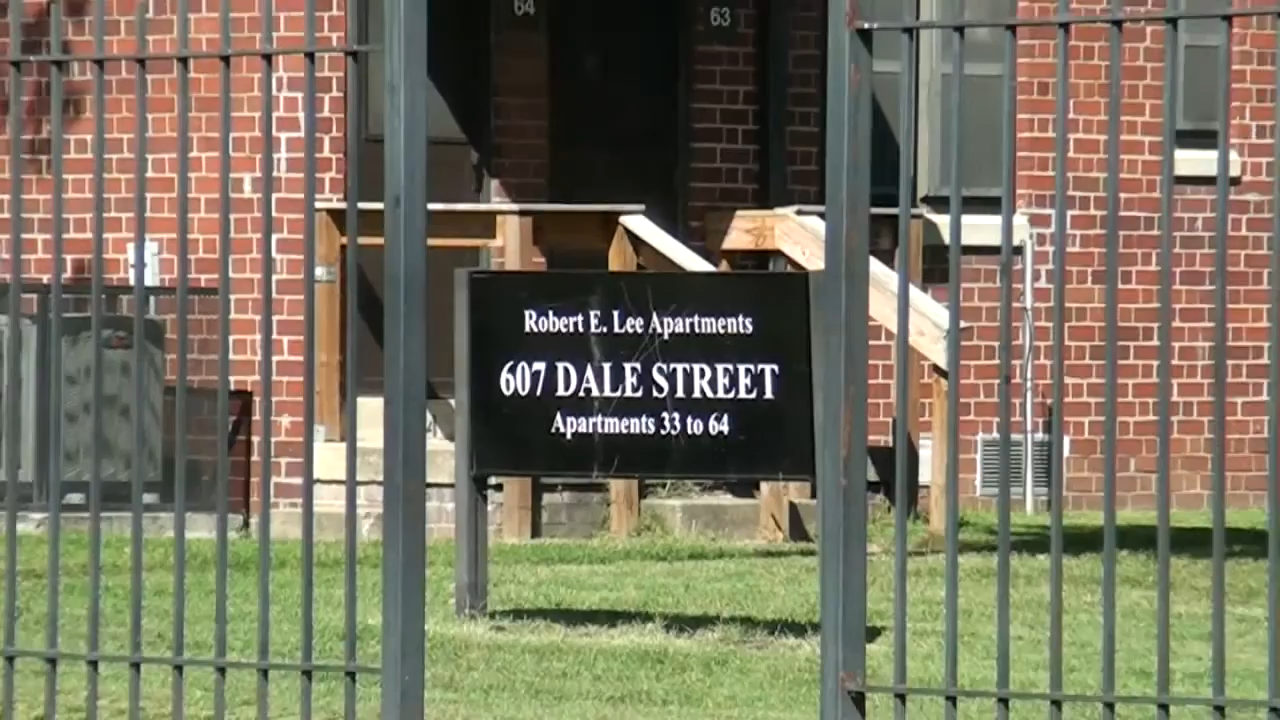 64
63
Robert E. Lee Apartments
607 DALE STREET
Apartments 33 to 64